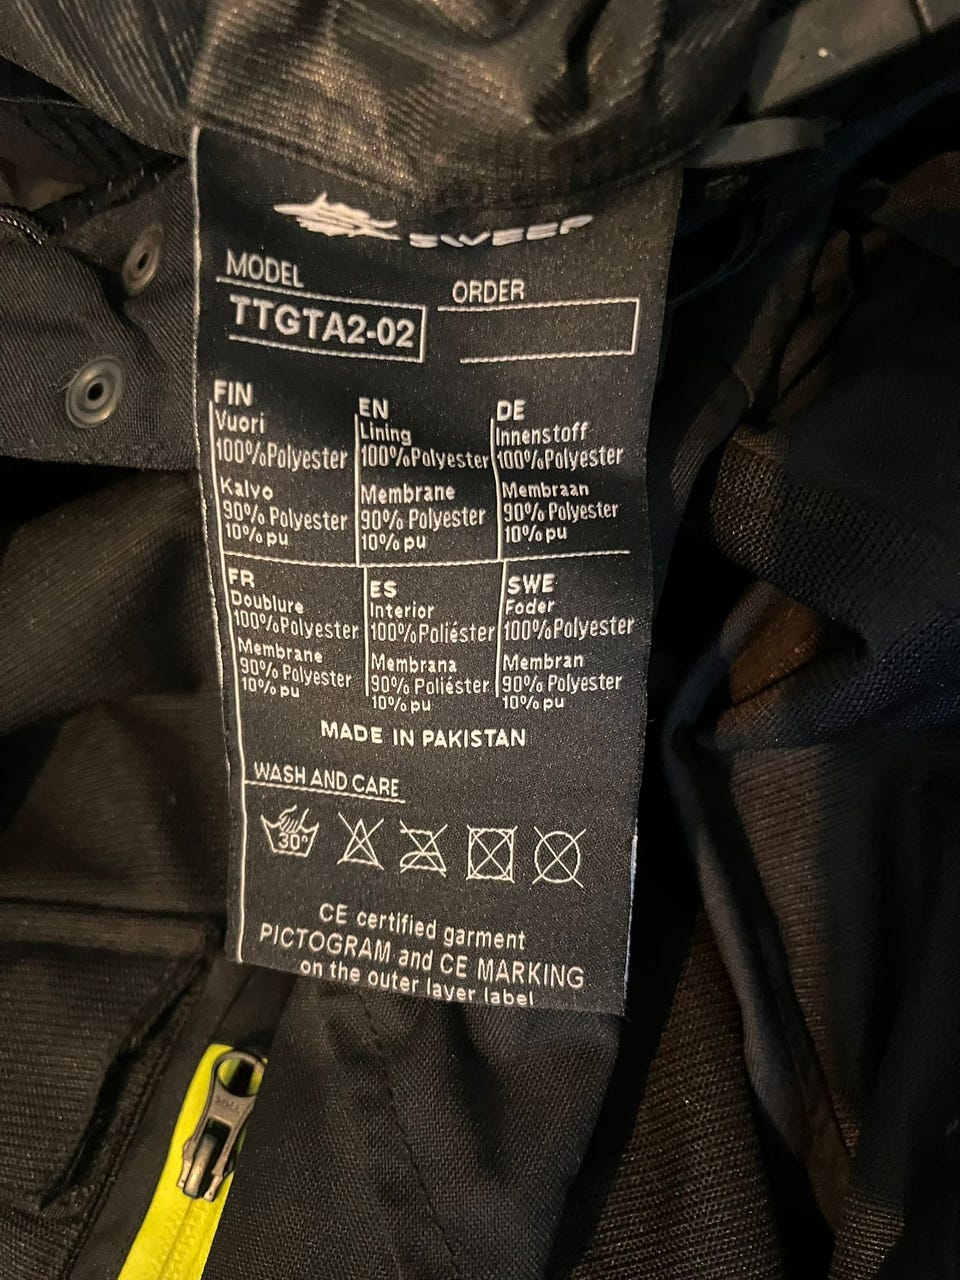 SWEEP
MODEL
TTGTA2-02
ORDER
FIN
Vuori
100%Polyester
Kalvo
90% Polyester
10% pu
EN
Lining
100%Polyester
Membrane
90% Polyester
10% pu
DE
Innenstoff
100%Polyester
Membraan
90% Polyester
10% pu
FR
Doublure
100%Polyester
Membrane
90% Polyester
10% pu
ES
Interior
100%Poliéster
Membrana
90% Poliéster
10% pu
SWE
Foder
100%Polyester
Membran
90% Polyester
10% pu
MADE IN PAKISTAN
WASH AND CARE
30°
CE certified garment
PICTOGRAM and CE MARKING
on the outer layer label